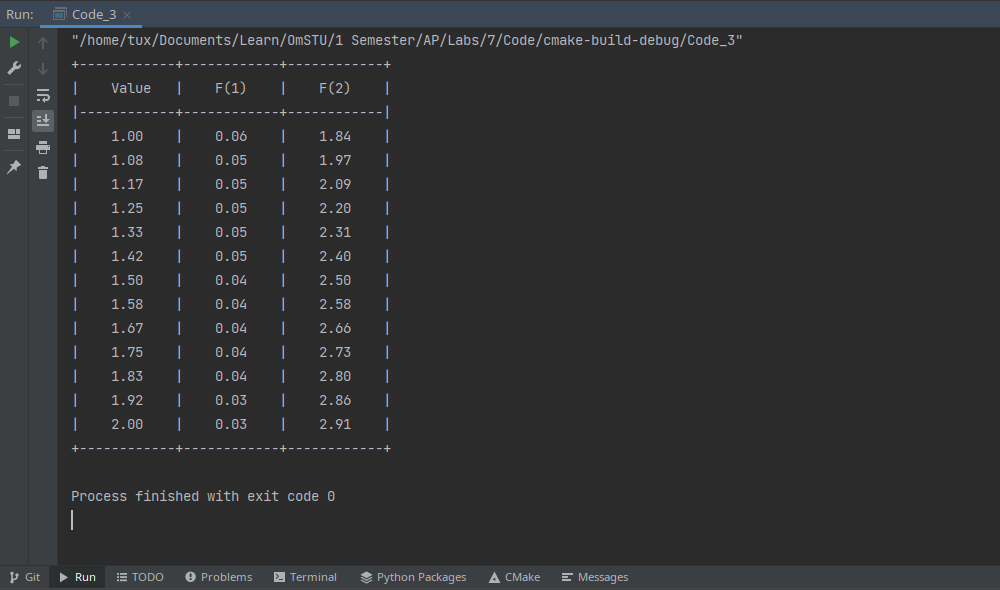 Run: Code_3
"/home/tux/Documents/Learn/OmSTU/1 Semester/AP/Labs/7/Code/cmake-build-debug/Code_3"
+------------+------------+------------+
|    Value   |    F(1)    |    F(2)    |
|------------+------------+------------|
|    1.00    |    0.06    |    1.84    |
|    1.08    |    0.05    |    1.97    |
|    1.17    |    0.05    |    2.09    |
|    1.25    |    0.05    |    2.20    |
|    1.33    |    0.05    |    2.31    |
|    1.42    |    0.05    |    2.40    |
|    1.50    |    0.04    |    2.50    |
|    1.58    |    0.04    |    2.58    |
|    1.67    |    0.04    |    2.66    |
|    1.75    |    0.04    |    2.73    |
|    1.83    |    0.04    |    2.80    |
|    1.92    |    0.03    |    2.86    |
|    2.00    |    0.03    |    2.91    |
+------------+------------+------------+
Process finished with exit code 0
Git Run TODO Problems Terminal Python Packages CMake Messages